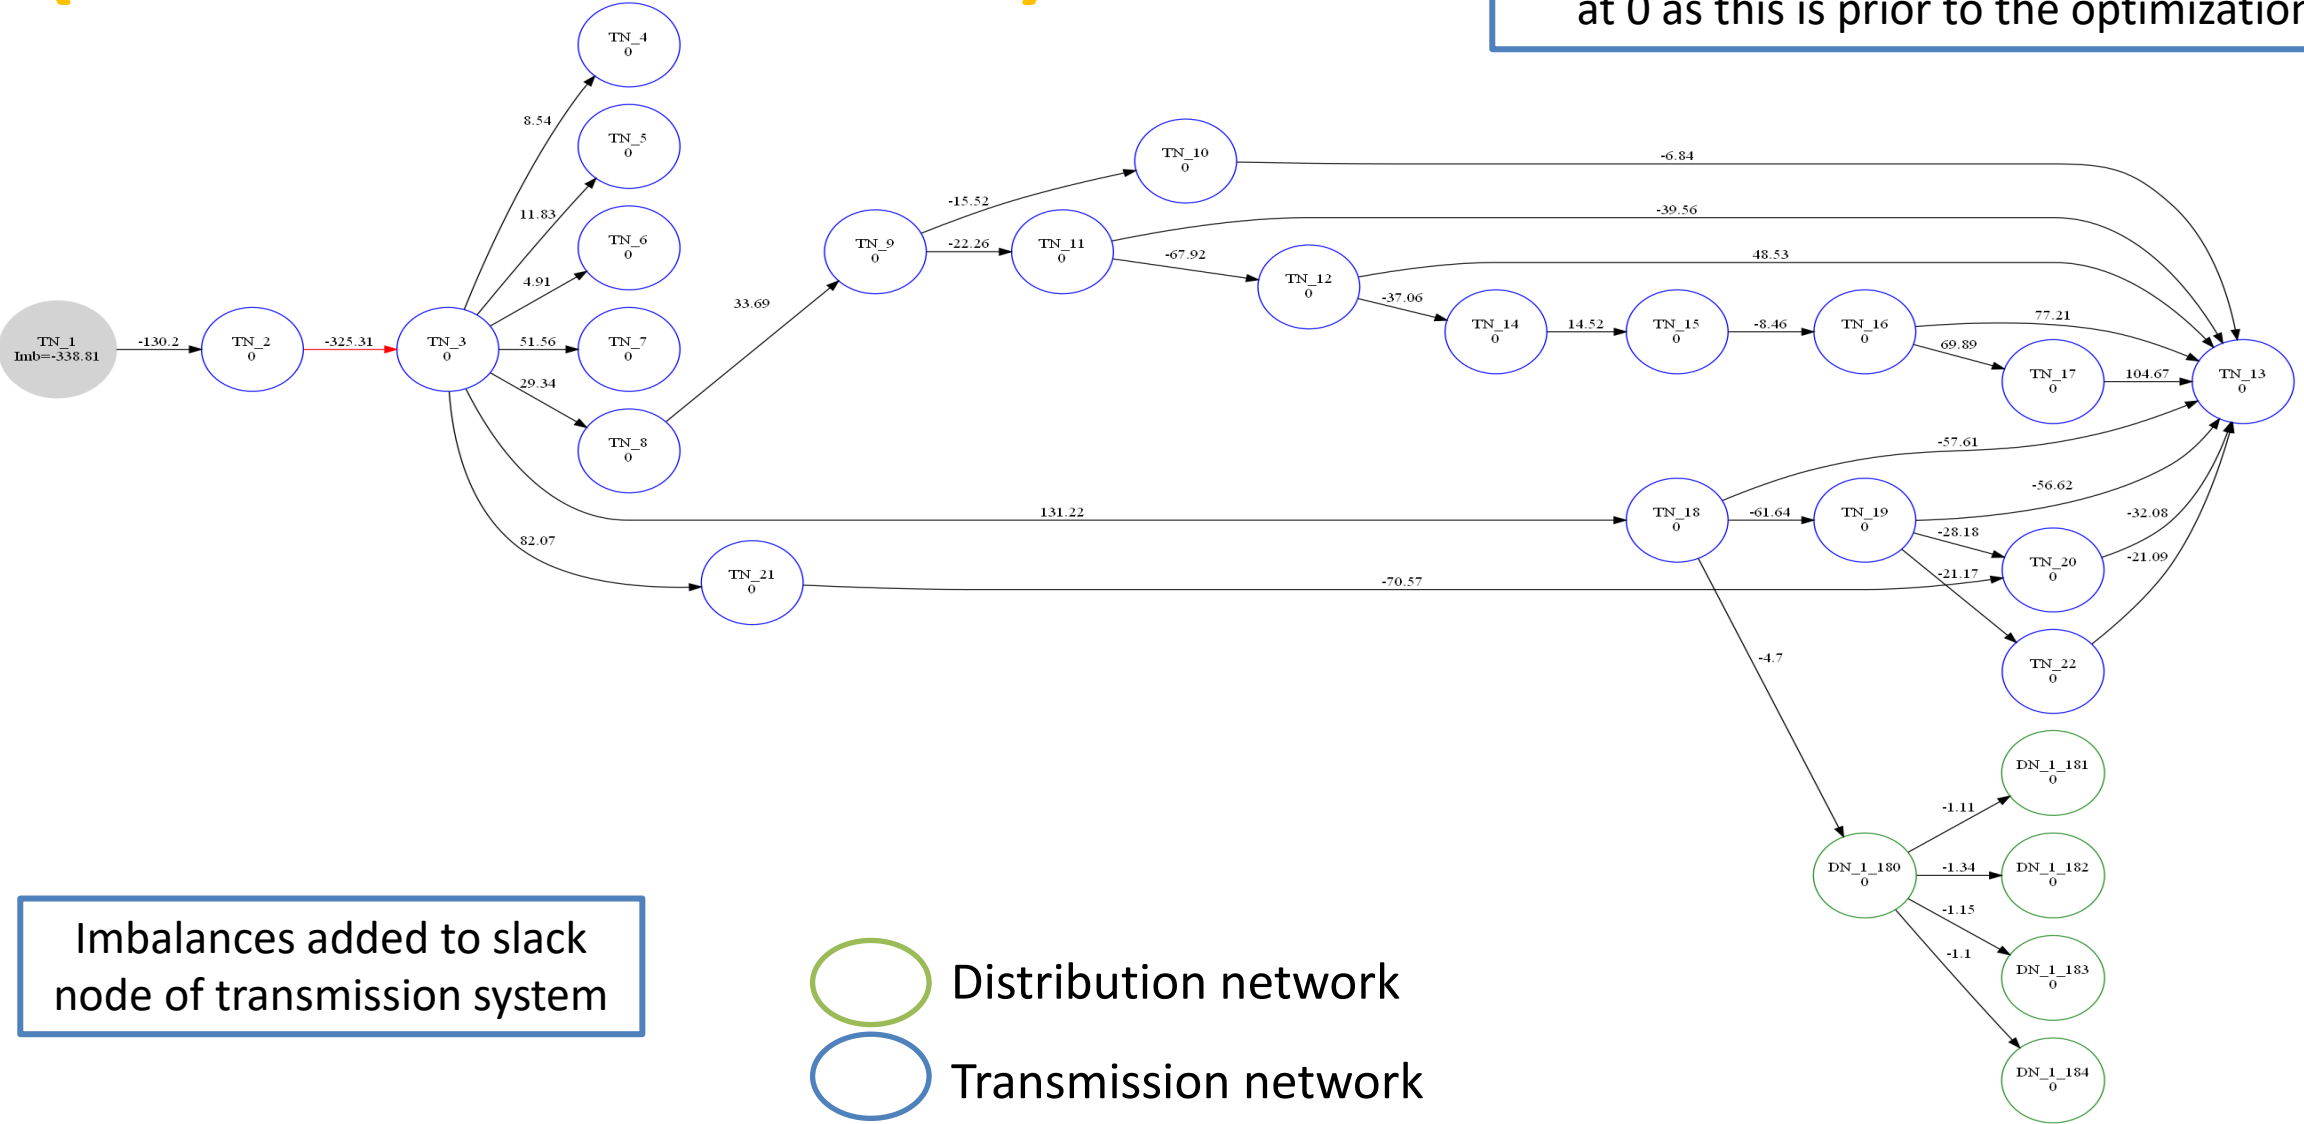 at 0 as this is prior to the optimization
TN_4
0
8.54
TN_5
0
11.83
TN_6
0
4.91
TN_1
Imb=-338.81
-130.2
TN_2
0
-325.31
TN_3
0
51.56
TN_7
0
29.34
TN_8
0
33.69
TN_9
0
-15.52
TN_10
0
-6.84
-22.26
TN_11
0
-39.56
-67.92
TN_12
0
48.53
-37.06
TN_14
0
14.52
TN_15
0
-8.46
TN_16
0
77.21
69.89
TN_17
0
104.67
TN_13
0
131.22
82.07
TN_21
0
-70.57
TN_18
0
-57.61
-61.64
TN_19
0
-56.62
-28.18
TN_20
0
-32.08
-21.17
-21.09
TN_22
0
-4.7
DN_1_180
0
-1.11
DN_1_181
0
-1.34
DN_1_182
0
-1.15
DN_1_183
0
-1.1
DN_1_184
0
Imbalances added to slack
node of transmission system
Distribution network
Transmission network